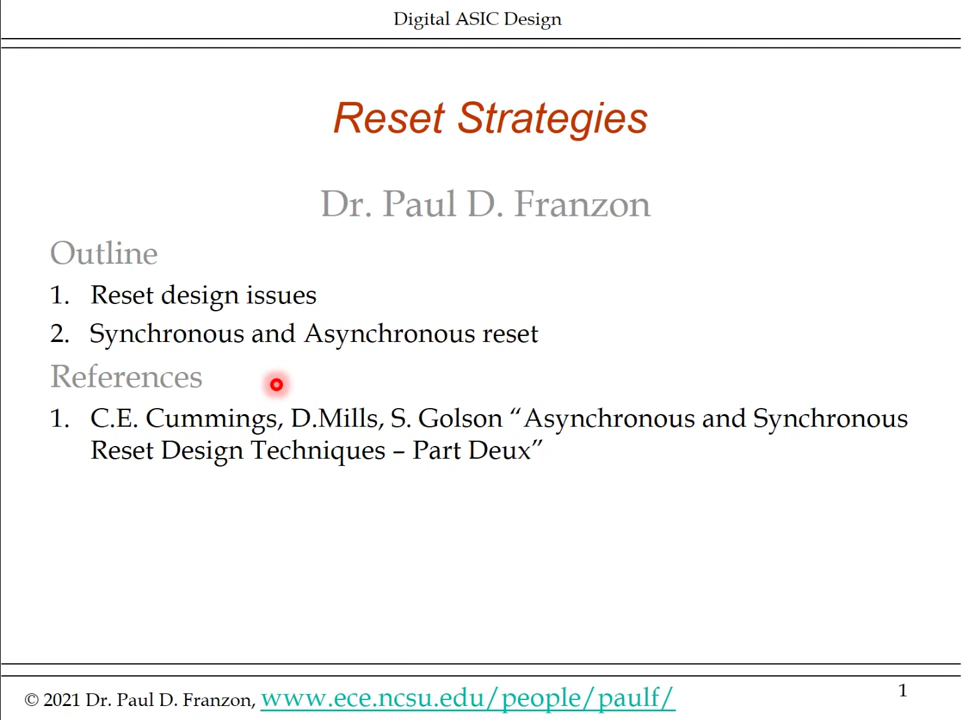 Digital ASIC Design
Reset Strategies
Dr. Paul D. Franzon
Outline
1. Reset design issues
2. Synchronous and Asynchronous reset
References
1. C.E. Cummings, D.Mills, S. Golson “Asynchronous and Synchronous
Reset Design Techniques – Part Deux”
© 2021 Dr. Paul D. Franzon, www.ece.ncsu.edu/people/paulf/
1